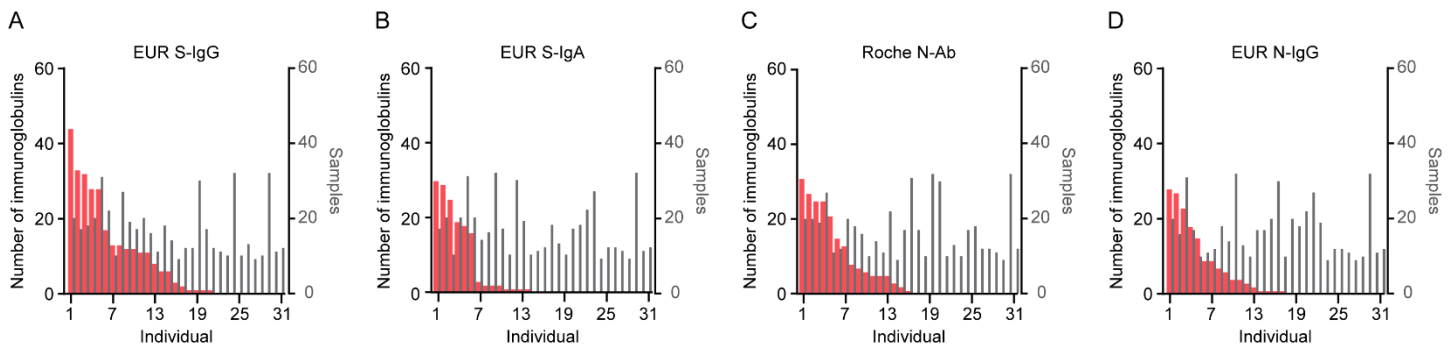 A
EUR S-IgG
Number of immunoglobulins
60
40
20
0
60
40
20
0
Samples
1 7 13 19 25 31
Individual
B
EUR S-IgA
Number of immunoglobulins
60
40
20
0
60
40
20
0
Samples
1 7 13 19 25 31
Individual
C
Roche N-Ab
Number of immunoglobulins
60
40
20
0
60
40
20
0
Samples
1 7 13 19 25 31
Individual
D
EUR N-IgG
Number of immunoglobulins
60
40
20
0
60
40
20
0
Samples
1 7 13 19 25 31
Individual